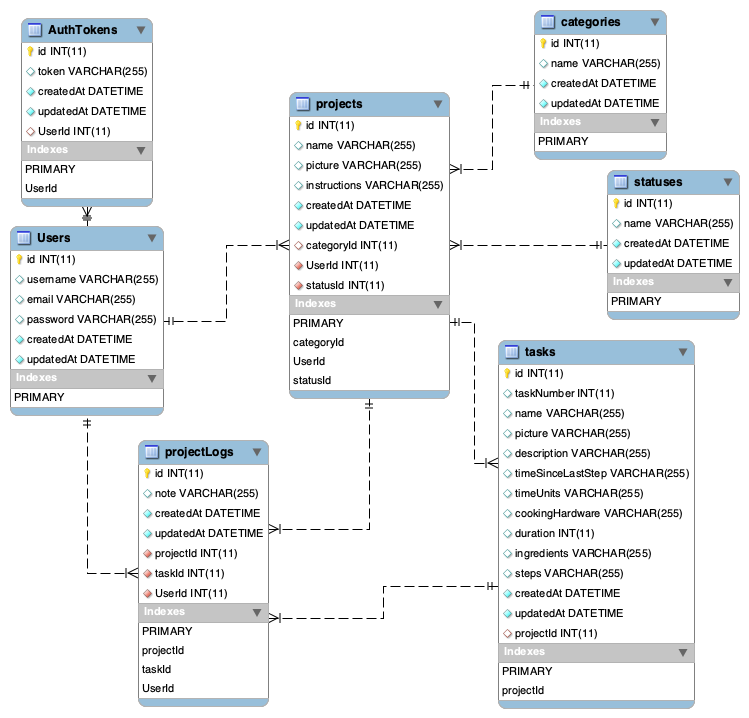 AuthTokens
id INT(11)
token VARCHAR(255)
createdAt DATETIME
updatedAt DATETIME
UserId INT(11)
Indexes
PRIMARY
UserId
Users
id INT(11)
username VARCHAR(255)
email VARCHAR(255)
password VARCHAR(255)
createdAt DATETIME
updatedAt DATETIME
Indexes
PRIMARY
projects
id INT(11)
name VARCHAR(255)
picture VARCHAR(255)
instructions VARCHAR(255)
createdAt DATETIME
updatedAt DATETIME
categoryId INT(11)
UserId INT(11)
statusId INT(11)
Indexes
PRIMARY
categoryId
UserId
statusId
categories
id INT(11)
name VARCHAR(255)
createdAt DATETIME
updatedAt DATETIME
Indexes
PRIMARY
statuses
id INT(11)
name VARCHAR(255)
createdAt DATETIME
updatedAt DATETIME
Indexes
PRIMARY
projectLogs
id INT(11)
note VARCHAR(255)
createdAt DATETIME
updatedAt DATETIME
projectId INT(11)
taskId INT(11)
UserId INT(11)
Indexes
PRIMARY
projectId
taskId
UserId
tasks
id INT(11)
taskNumber INT(11)
name VARCHAR(255)
picture VARCHAR(255)
description VARCHAR(255)
timeSinceLastStep VARCHAR(255)
timeUnits VARCHAR(255)
cookingHardware VARCHAR(255)
duration INT(11)
ingredients VARCHAR(255)
steps VARCHAR(255)
createdAt DATETIME
updatedAt DATETIME
projectId INT(11)
Indexes
PRIMARY
projectId